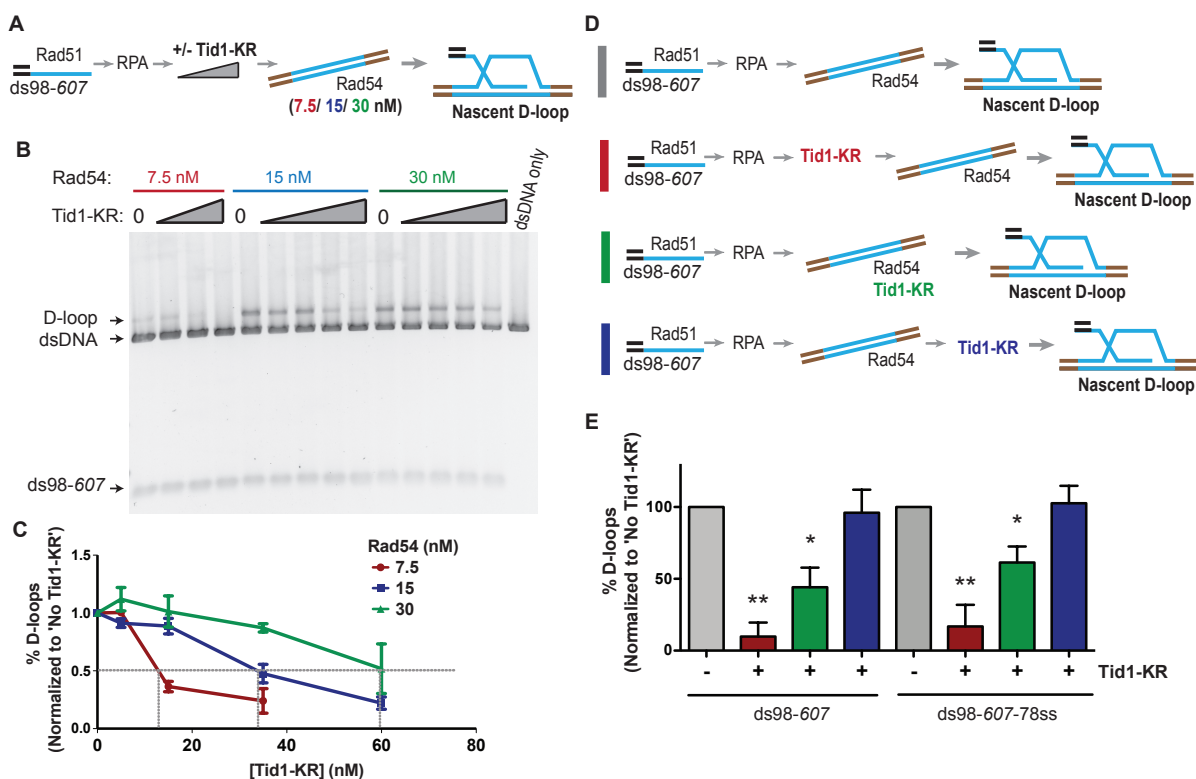 A
Rad51
ds98-607
RPA
+/- Tid1-KR
Rad54
(7.5/ 15/ 30 nM)
Nascent D-loop
B
Rad54:
7.5 nM
15 nM
30 nM
dsDNA only
Tid1-KR:
0
0
0
D-loop
dsDNA
ds98-607
C
% D-loops
(Normalized to 'No Tid1-KR')
1.5
1.0
0.5
0.0
0
20
40
60
80
[Tid1-KR] (nM)
Rad54 (nM)
7.5
15
30
D
Rad51
ds98-607
RPA
Rad54
Nascent D-loop
Rad51
ds98-607
RPA
Tid1-KR
Rad54
Nascent D-loop
Rad51
ds98-607
RPA
Rad54
Tid1-KR
Nascent D-loop
Rad51
ds98-607
RPA
Rad54
Tid1-KR
Nascent D-loop
E
% D-loops
(Normalized to 'No Tid1-KR')
100
50
0
**
*
**
*
- + + + - + + + Tid1-KR
ds98-607
ds98-607-78ss